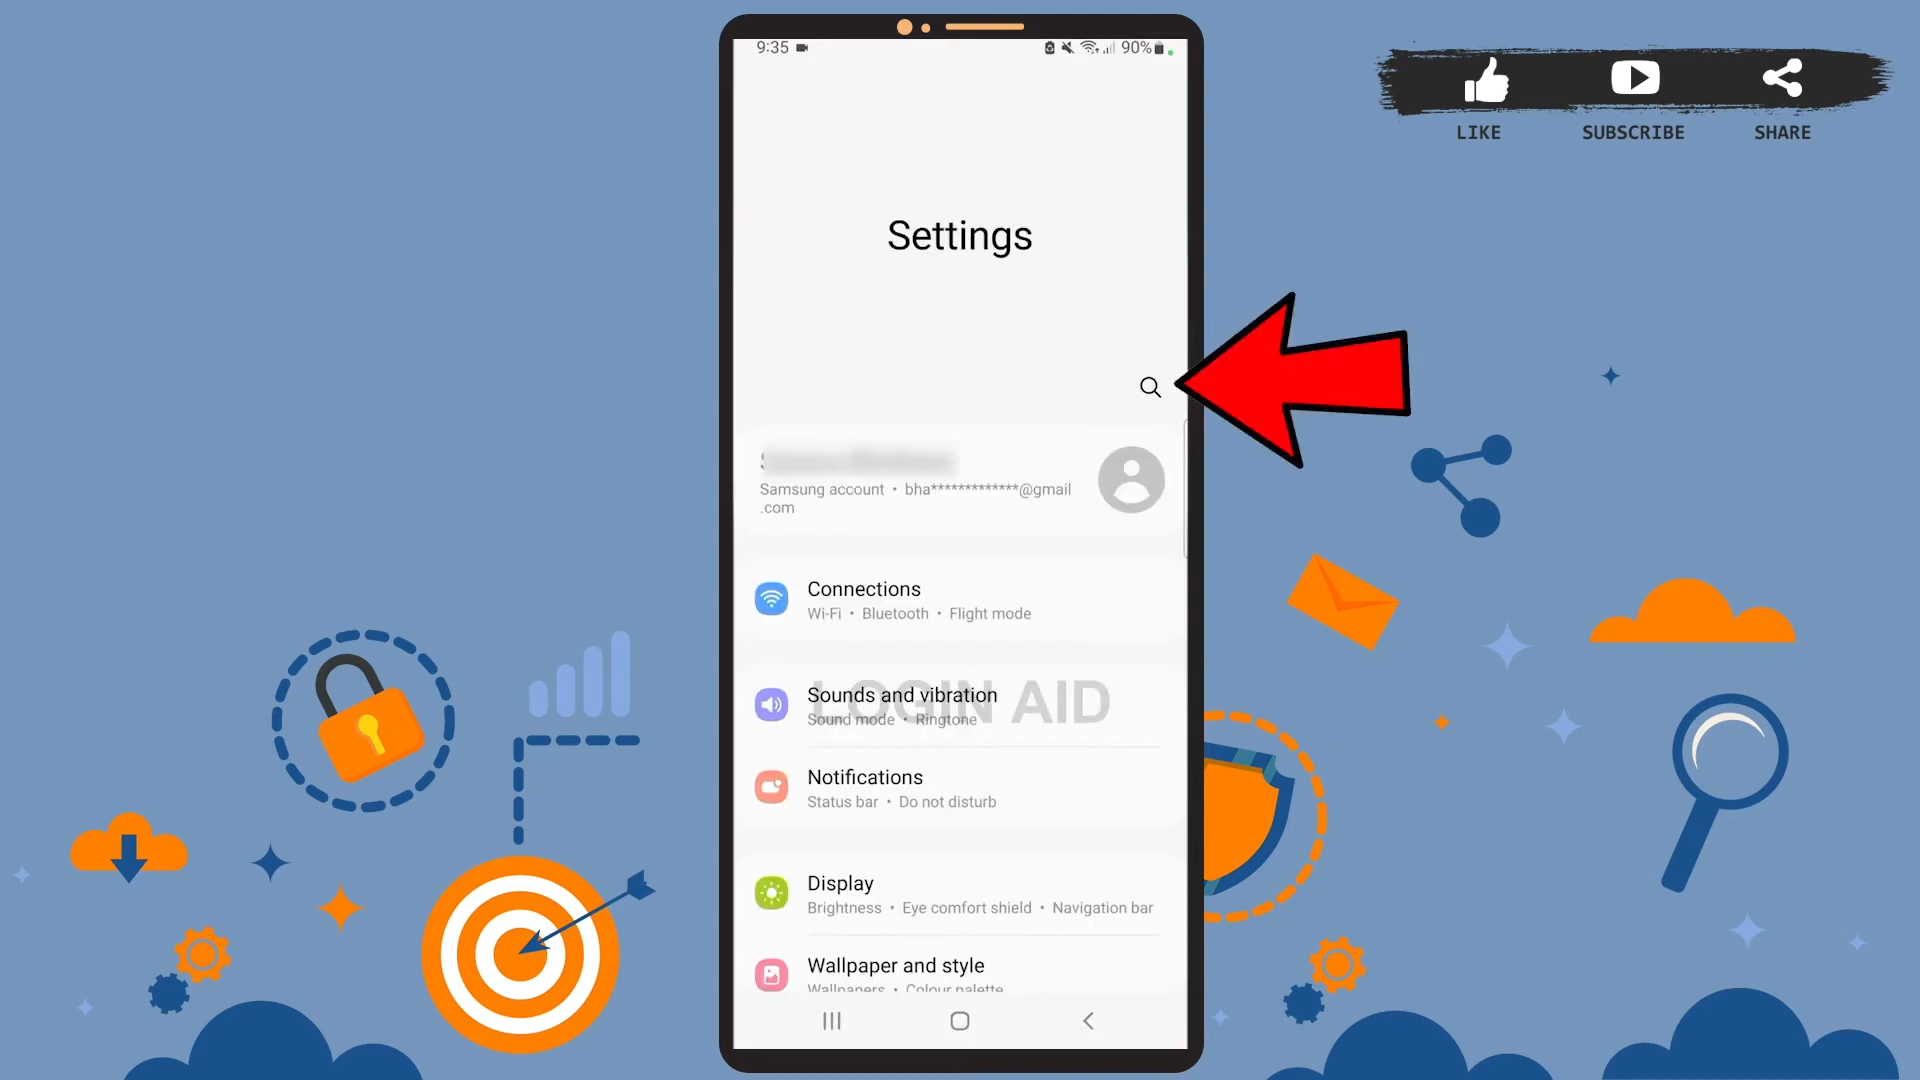 9:35
90%
LIKE
SUBSCRIBE
SHARE
Settings
Samsung account • bha*************@gmail
.com
Connections
Wi-Fi • Bluetooth • Flight mode
LOGIN AID
Sounds and vibration
Sound mode • Ringtone
Notifications
Status bar • Do not disturb
Display
Brightness • Eye comfort shield • Navigation bar
Wallpaper and style
Wallpapers • Colour palette